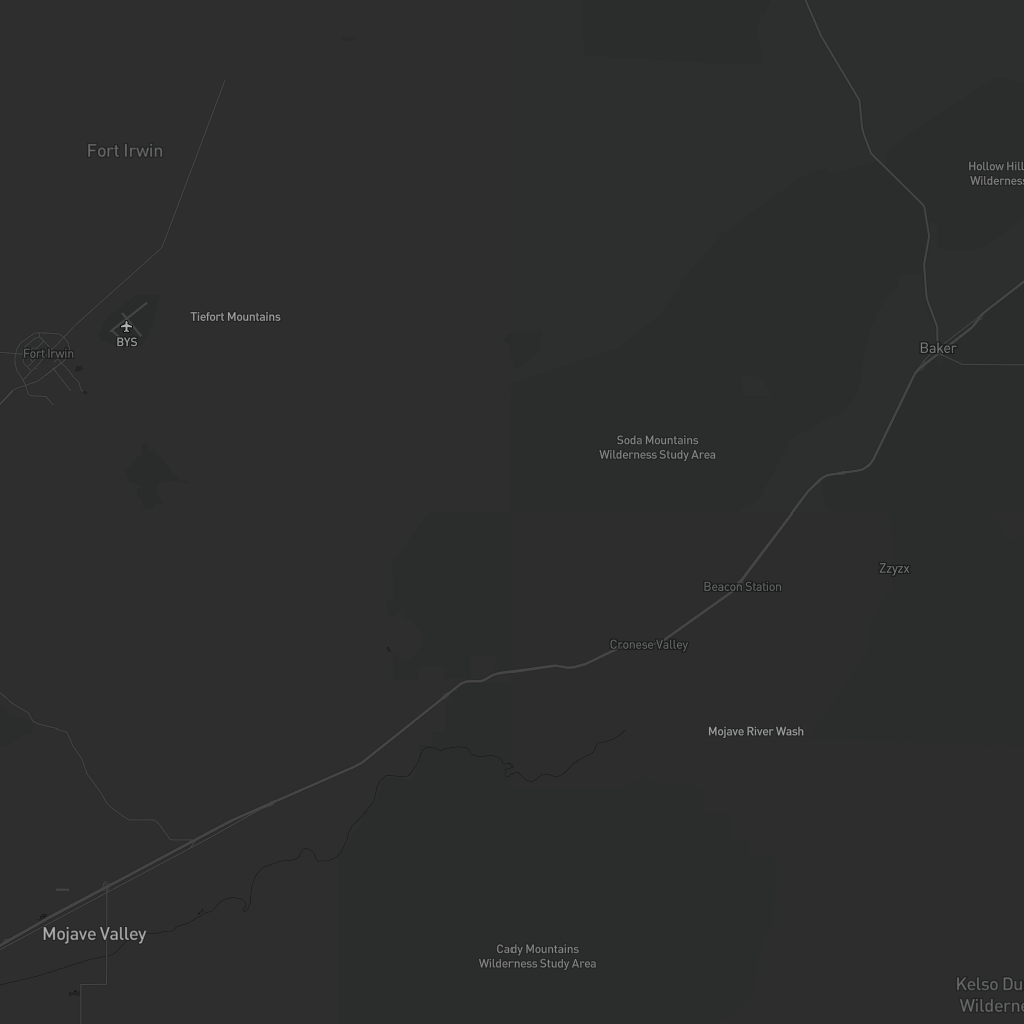 Fort Irwin
Hollow Hill
Wilderness
Tiefort Mountains
BYS
Fort Irwin
Baker
Soda Mountains
Wilderness Study Area
Zzyzx
Beacon Station
Cronese Valley
Mojave River Wash
Mojave Valley
Cady Mountains
Wilderness Study Area
Kelso Du
Wilderne